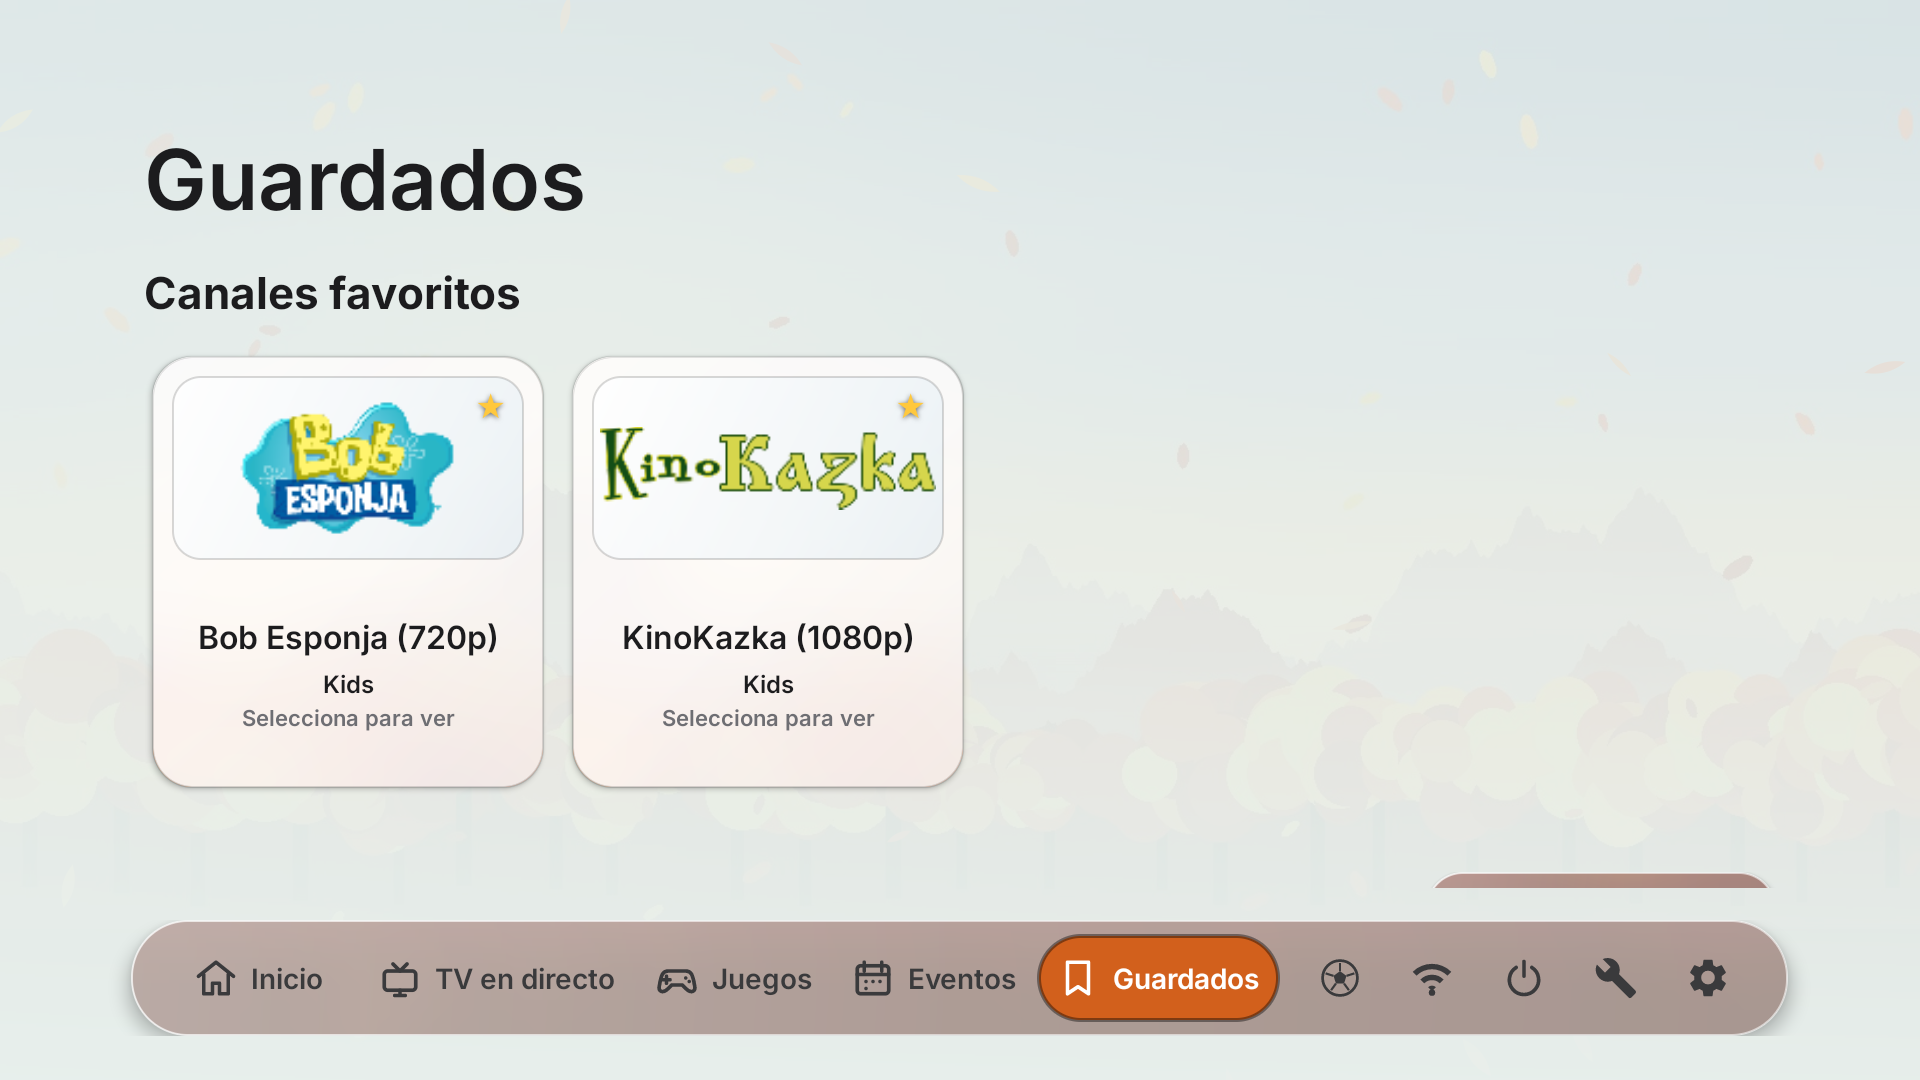 Guardados
Canales favoritos
Bob
ESPONJA
KinoKazka
Bob Esponja (720p)
Kids
Selecciona para ver
KinoKazka (1080p)
Kids
Selecciona para ver
Inicio
TV en directo
Juegos
Eventos
Guardados